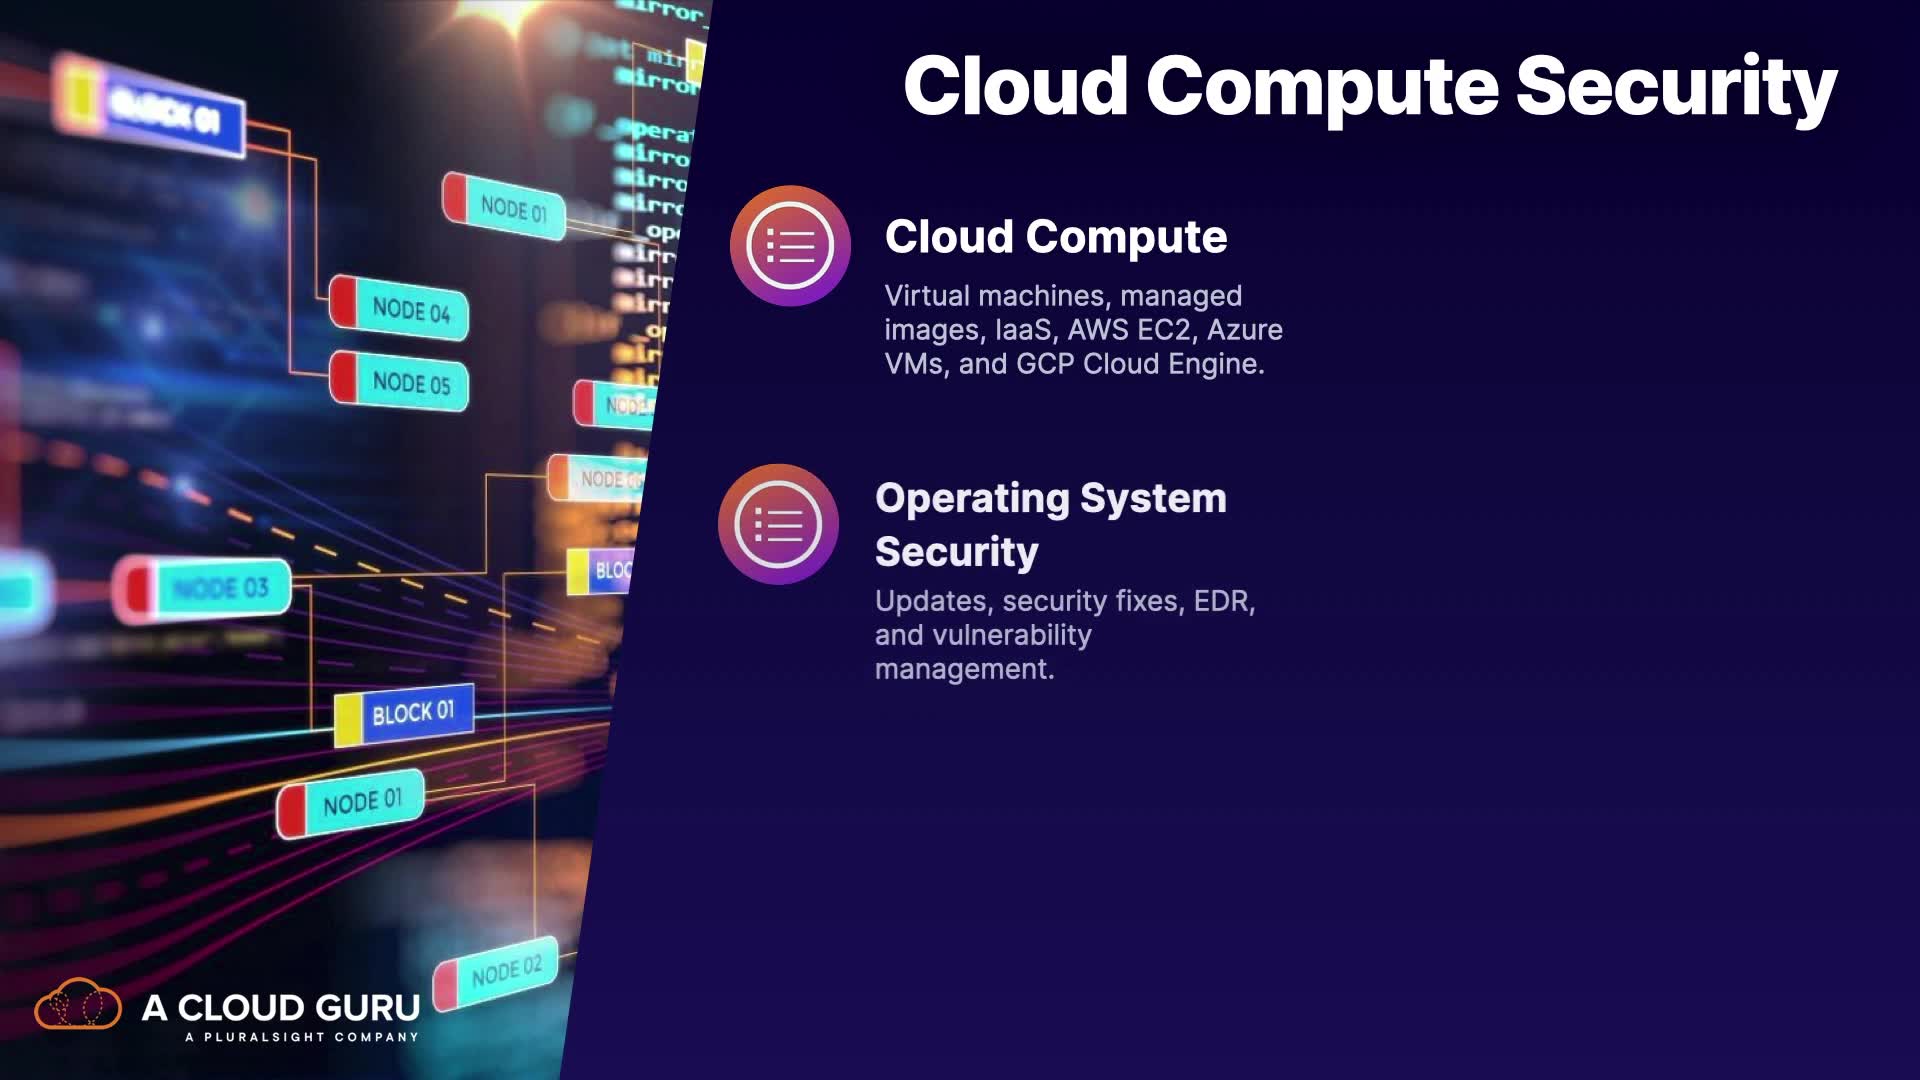 Cloud Compute Security
Cloud Compute
Virtual machines, managed
images, IaaS, AWS EC2, Azure
VMs, and GCP Cloud Engine.
Operating System
Security
Updates, security fixes, EDR,
and vulnerability
management.
BLOCK 01
NODE 01
NODE 04
NODE 05
NODE 03
BLOCK 01
NODE 01
NODE 02
A CLOUD GURU
A PLURALSIGHT COMPANY